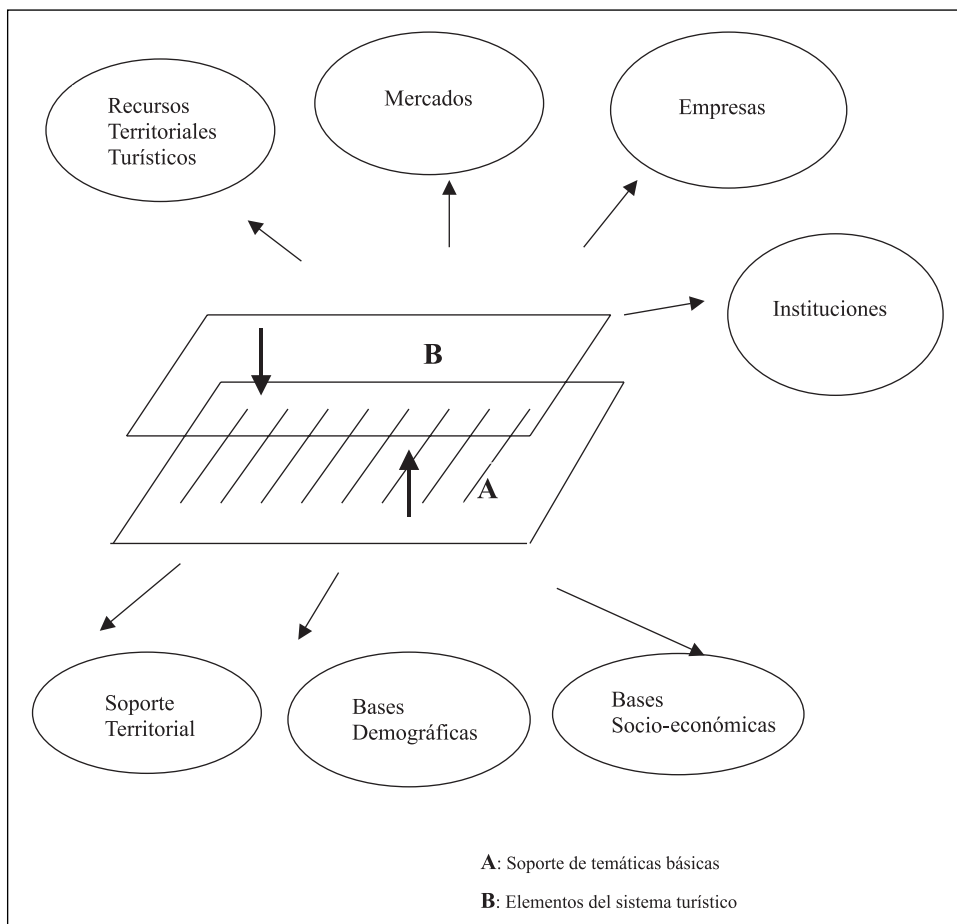 Recursos
Territoriales
Turísticos
Mercados
Empresas
Instituciones
B
A
Soporte
Territorial
Bases
Demográficas
Bases
Socio-económicas
A: Soporte de temáticas básicas
B: Elementos del sistema turístico